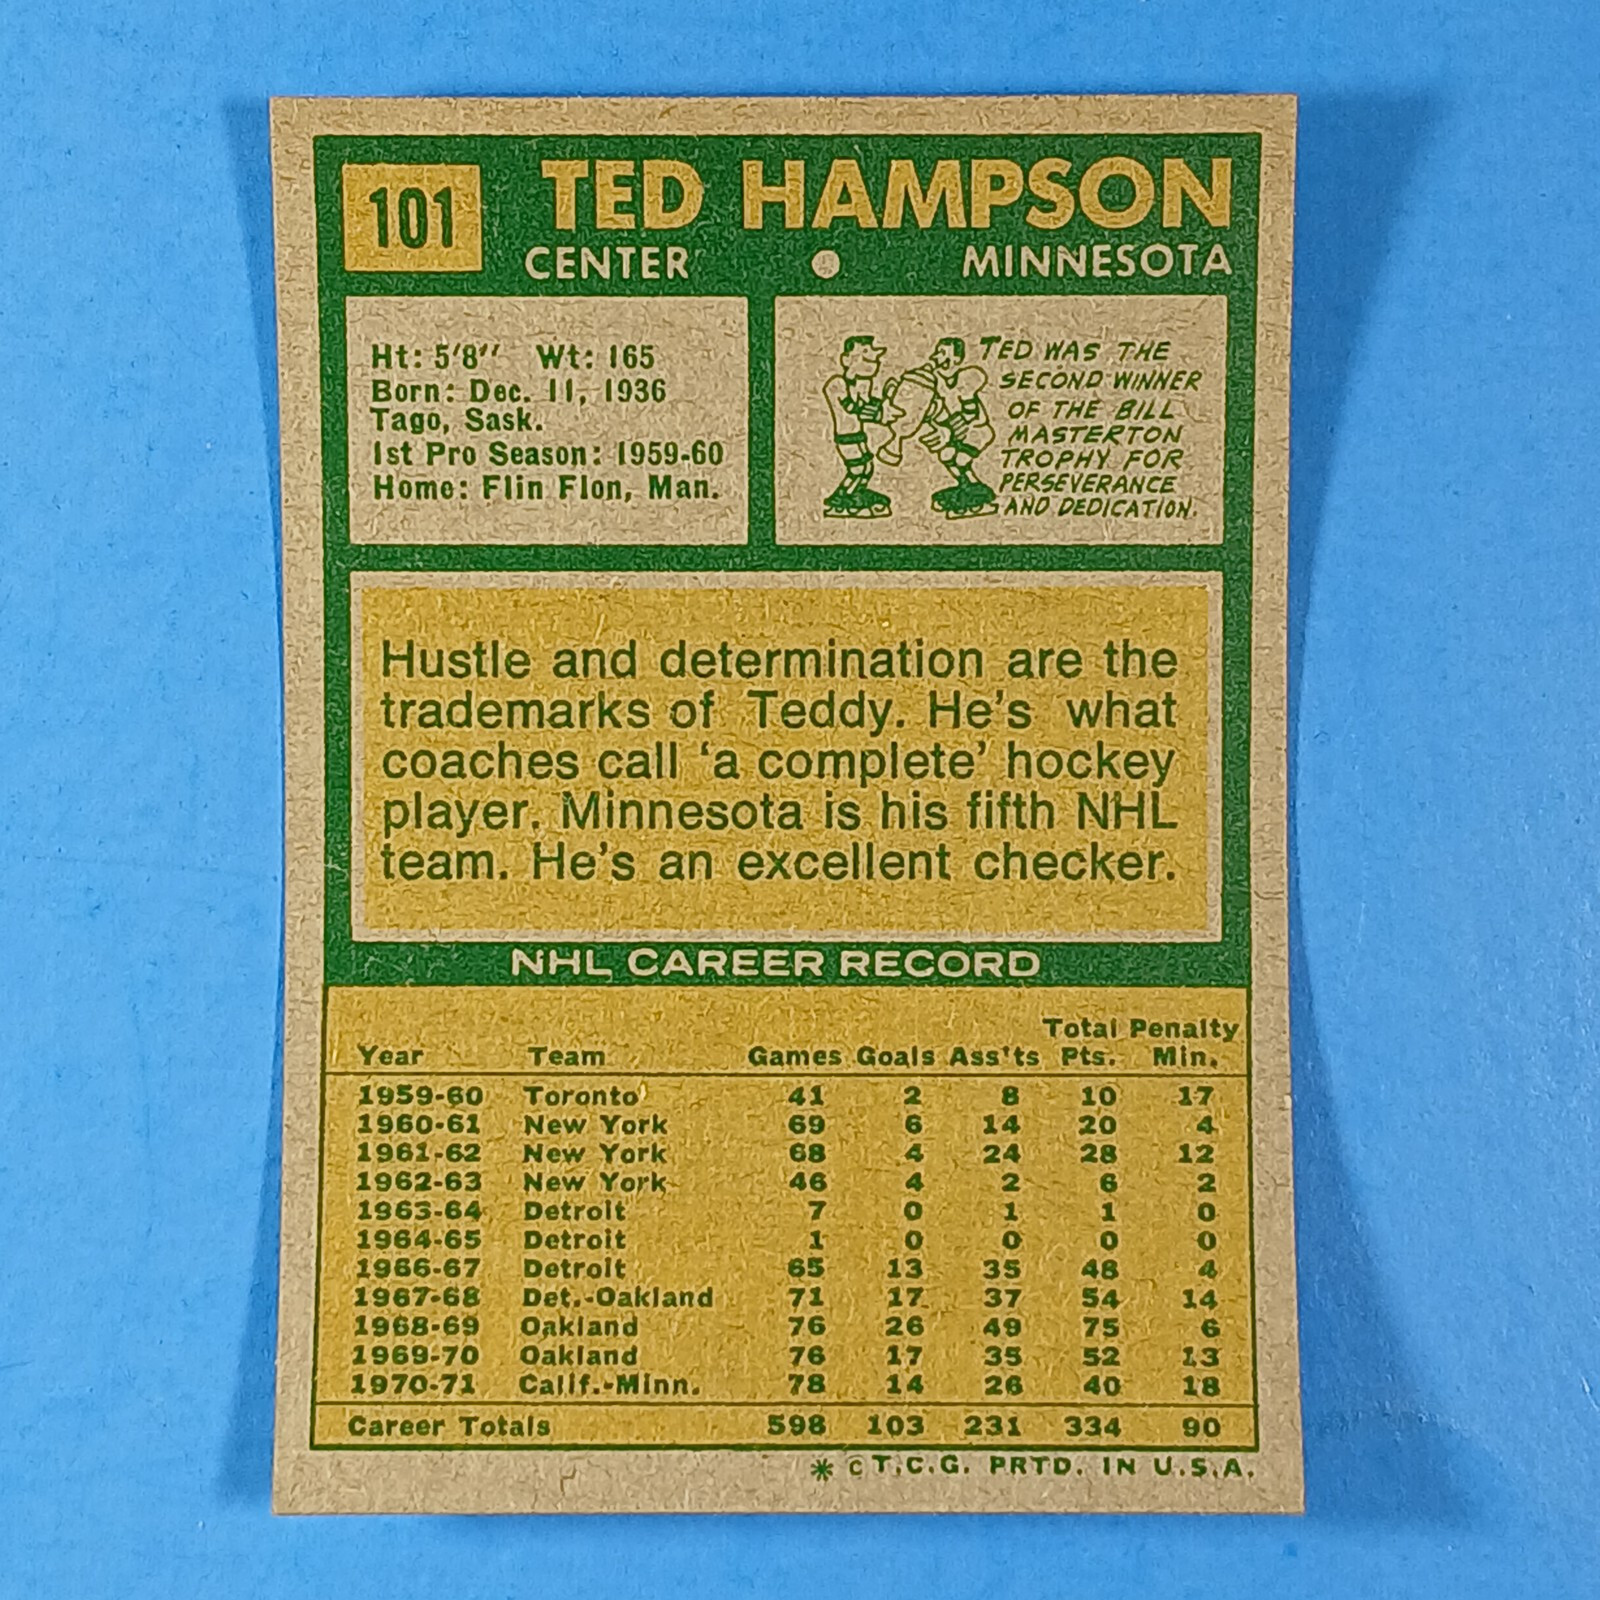 101 TED HAMPSON
CENTER • MINNESOTA
Ht: 5'8'' Wt: 165
Born: Dec. 11, 1936
Tago, Sask.
1st Pro Season: 1959-60
Home: Flin Flon, Man.
TED WAS THE
SECOND WINNER
OF THE BILL
MASTERTON
TROPHY FOR
PERSEVERANCE
AND DEDICATION.
Hustle and determination are the
trademarks of Teddy. He's what
coaches call ‘a complete’ hockey
player. Minnesota is his fifth NHL
team. He's an excellent checker.
NHL CAREER RECORD
Total Penalty
Year Team Games Goals Ass'ts Pts. Min.
1959-60 Toronto 41 2 8 10 17
1960-61 New York 69 6 14 20 4
1961-62 New York 68 4 24 28 12
1962-63 New York 46 4 2 6 2
1963-64 Detroit 7 0 1 1 0
1964-65 Detroit 1 0 0 0 0
1966-67 Detroit 65 13 35 48 4
1967-68 Det.-Oakland 71 17 37 54 14
1968-69 Oakland 76 26 49 75 6
1969-70 Oakland 76 17 35 52 13
1970-71 Calif.-Minn. 78 14 26 40 18
Career Totals 598 103 231 334 90
* © T.C.G. PRTD. IN U.S.A.